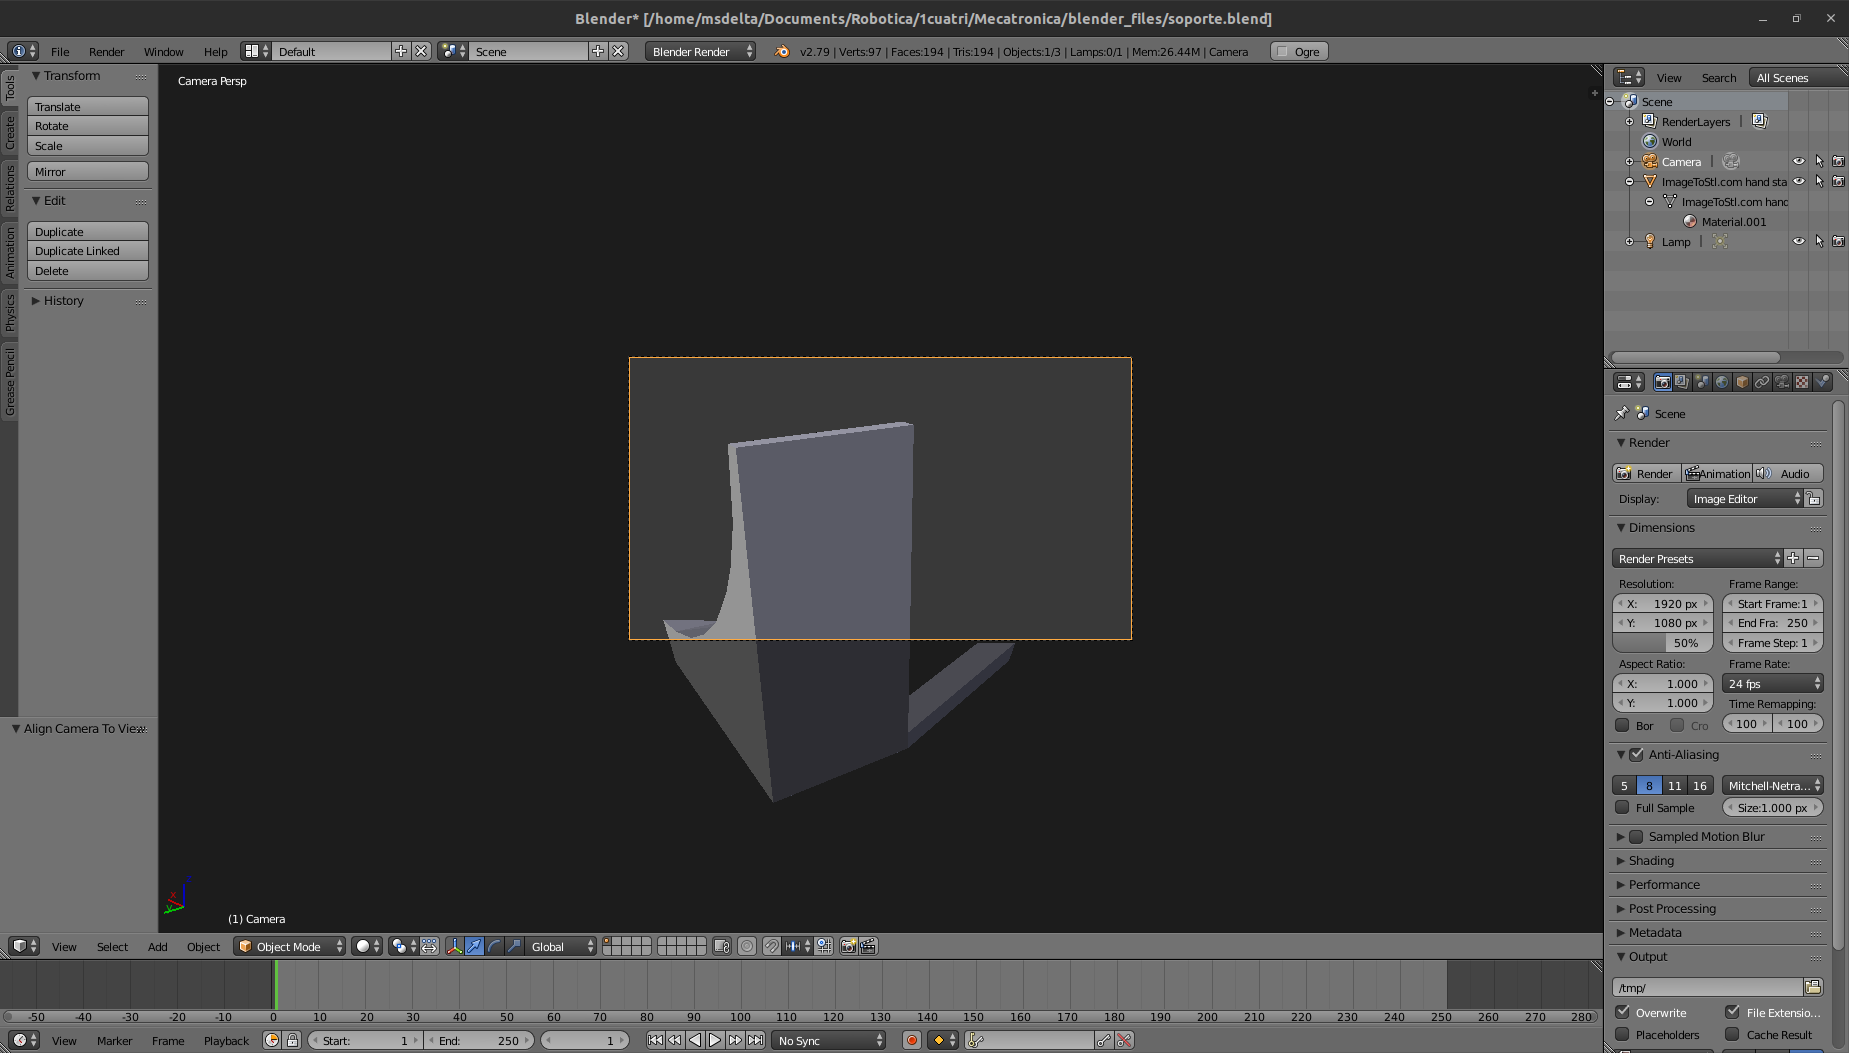 Blender* [/home/msdelta/Documents/Robotica/1cuatri/Mecatronica/blender_files/soporte.blend]
File Render Window Help Default Scene Blender Render v2.79 | Verts:97 | Faces:194 | Tris:194 | Objects:1/3 | Lamps:0/1 | Mem:26.44M | Camera Ogre
Tools
Create
Relations
Animation
Physics
Grease Pencil
Transform
Translate
Rotate
Scale
Mirror
Edit
Duplicate
Duplicate Linked
Delete
History
Align Camera To View
Camera Persp
(1) Camera
View Search All Scenes
Scene
RenderLayers |
World
Camera |
ImageToStl.com hand sta
ImageToStl.com hand
Material.001
Lamp |
Scene
Render
Render Animation Audio
Display: Image Editor
Dimensions
Render Presets
Resolution: Frame Range:
X: 1920 px Start Frame:1
Y: 1080 px End Fra: 250
50% Frame Step: 1
Aspect Ratio: Frame Rate:
X: 1.000 24 fps
Y: 1.000 Time Remapping:
Bor Cro 100 100
Anti-Aliasing
5 8 11 16 Mitchell-Netra...
Full Sample Size:1.000 px
Sampled Motion Blur
Shading
Performance
Post Processing
Metadata
Output
/tmp/
Overwrite File Extensio...
Placeholders Cache Result
View Select Add Object Object Mode Global
-50 -40 -30 -20 -10 0 10 20 30 40 50 60 70 80 90 100 110 120 130 140 150 160 170 180 190 200 210 220 230 240 250 260 270 280
View Marker Frame Playback Start: 1 End: 250 1 No Sync